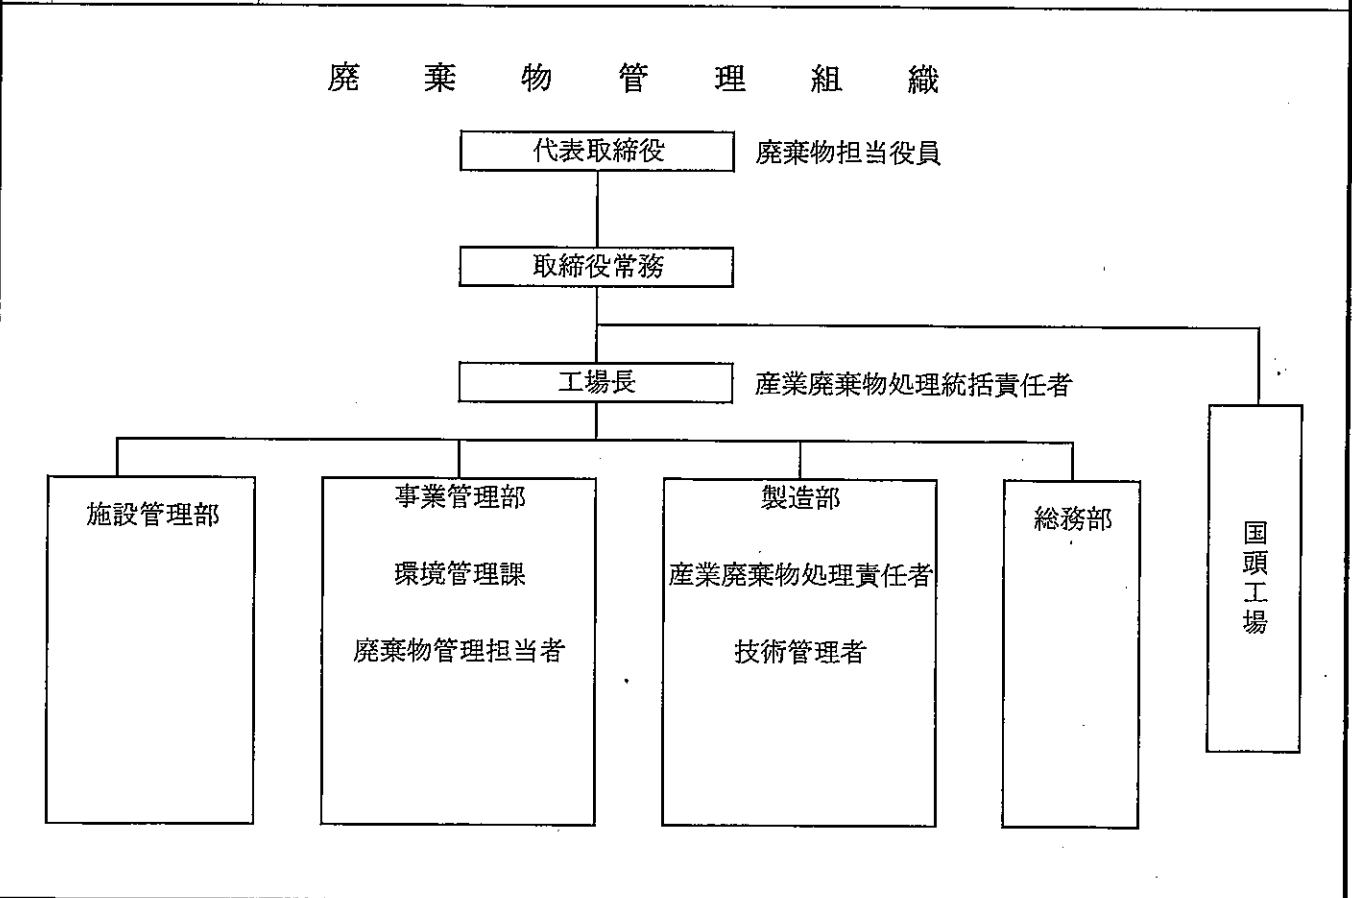 廃棄物管理組織
代表取締役
廃棄物担当役員
取締役常務
工場長
産業廃棄物処理統括責任者
施設管理部
事業管理部
環境管理課
廃棄物管理担当者
製造部
産業廃棄物処理責任者
技術管理者
総務部
国頭工場